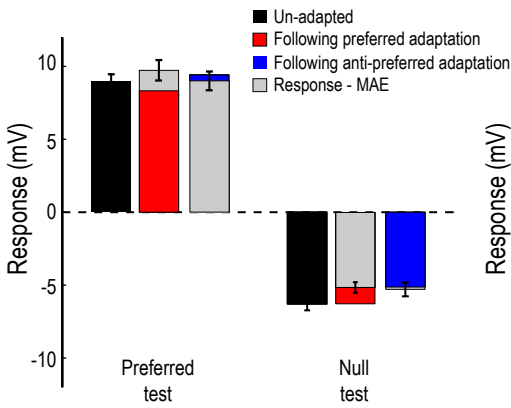 Un-adapted
Following preferred adaptation
Following anti-preferred adaptation
Response - MAE
Response (mV)
10
5
0
-5
-10
Preferred
test
Null
test
Response (mV)